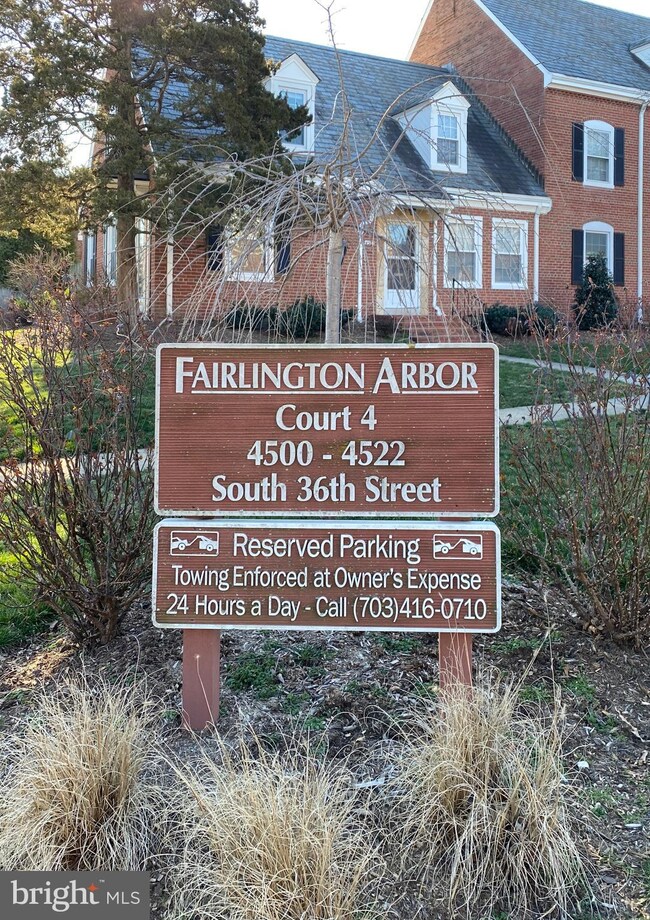 FAIRLINGTON ARBOR
Court 4
4500 - 4522
South 36th Street
Reserved Parking
Towing Enforced at Owner's Expense
24 Hours a Day - Call (703)416-0710
bright MLS